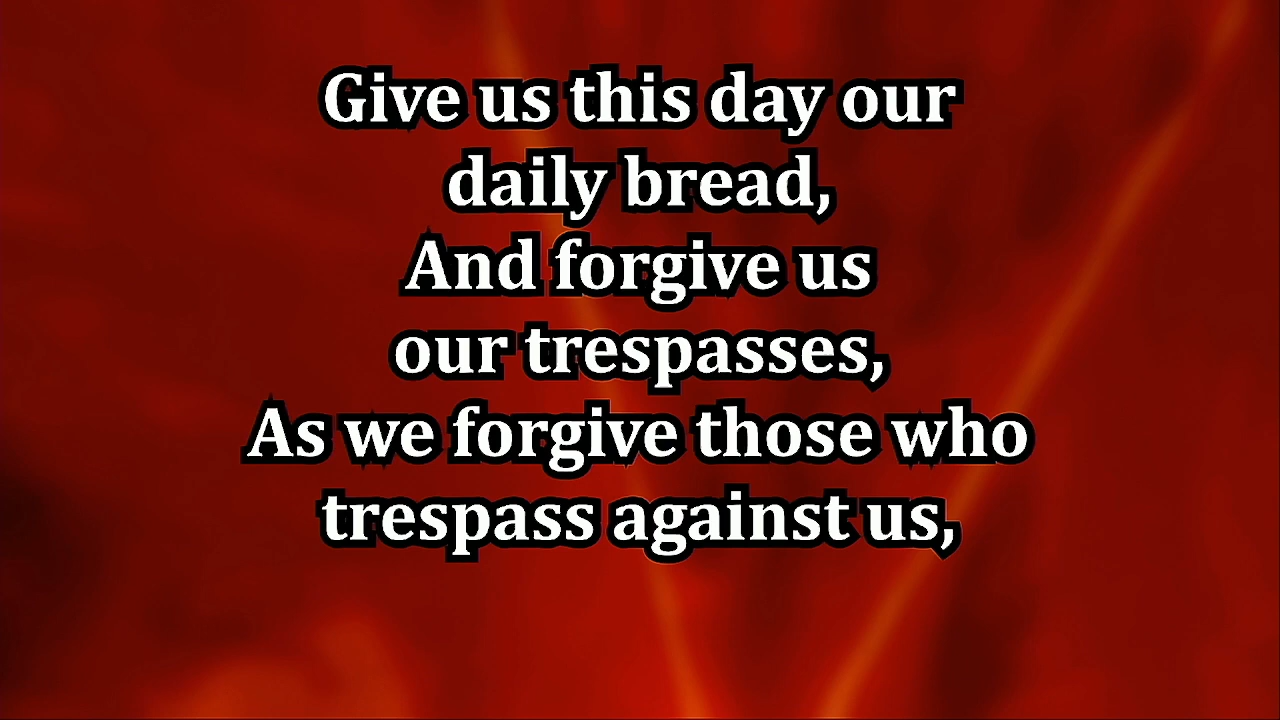 Give us this day our
daily bread,
And forgive us
our trespasses,
As we forgive those who
trespass against us,